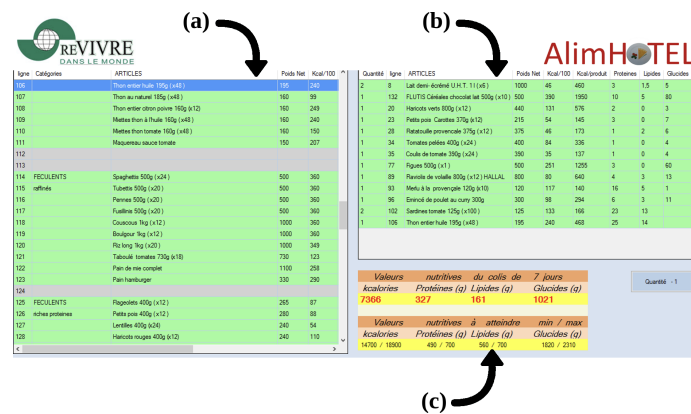 (a)
(b)
REVIVRE
DANS LE MONDE
AlimHOTEL
ligne Catégories ARTICLES Poids Net Kcal/100
106 Thon entier huile 195g (x48) 195 240
107 Thon au naturel 185g (x48) 160 99
108 Thon entier citron poivre 160g (x12) 160 249
109 Miettes thon à l'huile 160g (x48) 160 240
110 Miettes thon tomate 160g (x48) 160 150
111 Maquereau sauce tomate 150 207
112
113
114 FECULENTS Spaghettis 500g (x20) 500 360
115 raffinés Tubettis 500g (x20) 500 360
116 Pennes 500g (x20) 500 360
117 Fusillinis 500g (x20) 500 360
118 Couscous 1kg (x12) 1000 360
119 Boulgour 1kg (x12) 1000 360
120 Riz long 1kg (x20) 1000 349
121 Taboulé tomates 730g (x18) 730 123
122 Pain de mie complet 1100 258
123 Pain hamburger 330 290
124
125 FECULENTS Flageolets 400g (x12) 265 87
126 riches proteines Petits pois 400g (x12) 280 88
127 Lentilles 400g (x24) 240 54
128 Haricots rouges 400g (x12) 240 110
Quantité ligne ARTICLES Poids Net Kcal/100 Kcal/produit Proteines Lipides Glucides
2 8 Lait demi-écrémé U.H.T. 1l (x6) 1000 46 460 3 1,5 5
1 132 FLUTIS Céréales chocolat lait 500g (x10) 500 390 1950 10 5 80
1 20 Haricots verts 800g (x12) 440 131 576 2 0 3
1 23 Petits pois Carottes 370g (x12) 215 54 145 3 0 7
1 28 Ratatouille provencale 375g (x12) 375 46 173 1 2 6
1 34 Tomates pelées 400g (x24) 400 84 336 1 0 4
1 35 Coulis de tomate 390g (x24) 390 35 137 1 0 4
1 77 Figues 500g (x1) 500 251 1255 3 0 60
1 89 Raviolis de volaille 800g (x12) HALLAL 800 80 640 4 3 13
1 93 Merlu à la provençale 120g (x10) 120 117 140 16 5 1
1 96 Emincé de poulet au curry 300g 300 98 294 6 3 11
2 102 Sardines tomate 125g (x100) 125 133 166 23 13
1 106 Thon entier huile 195g (x48) 195 240 468 25 14
Valeurs nutritives du colis de 7 jours
kcalories Protéines (g) Lipides (g) Glucides (g)
7366 327 161 1021
Quantité - 1
Valeurs nutritives à atteindre min / max
kcalories Protéines (g) Lipides (g) Glucides (g)
14700 / 18900 490 / 700 560 / 700 1820 / 2310
(c)